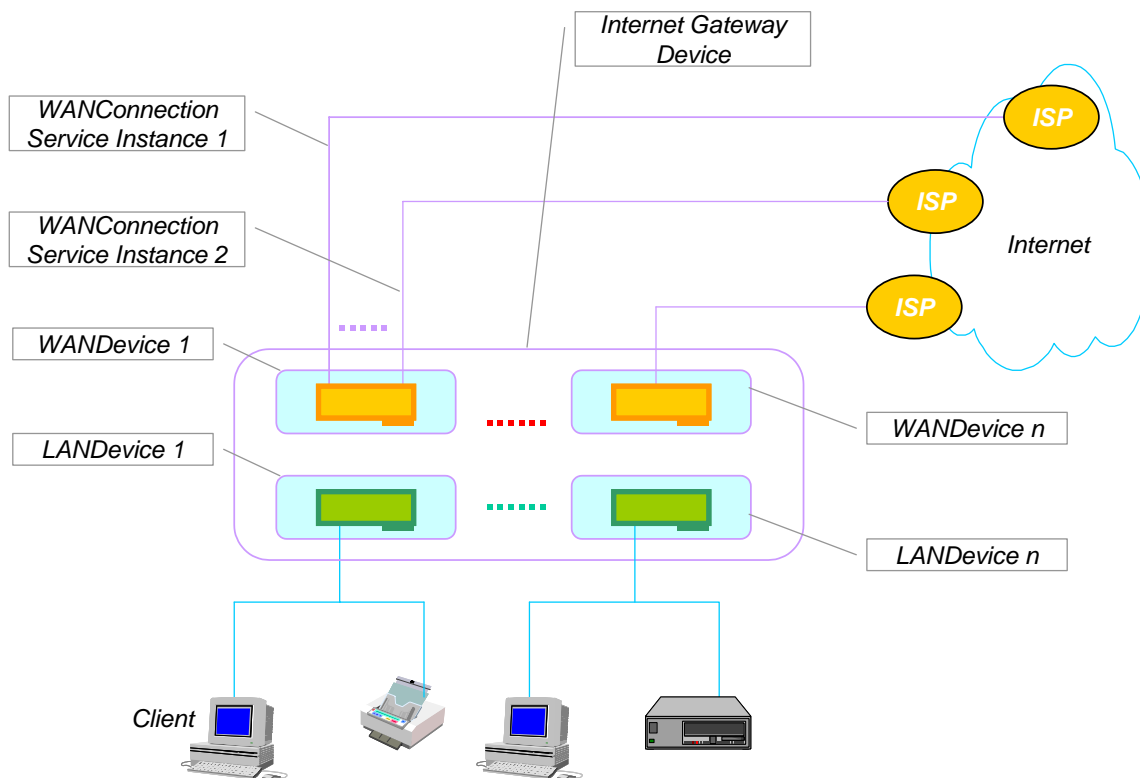 Internet Gateway
Device
WANConnection
Service Instance 1
ISP
WANConnection
Service Instance 2
ISP
Internet
ISP
WANDevice 1
WANDevice n
LANDevice 1
LANDevice n
Client